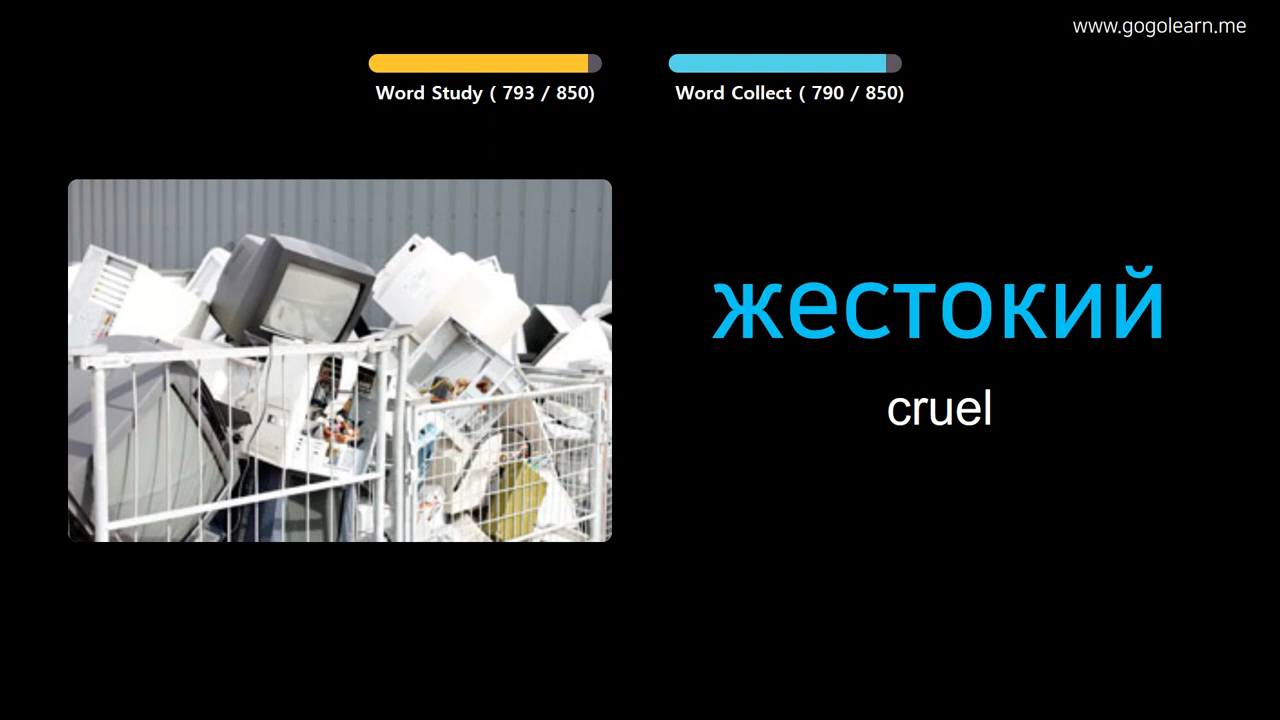 www.gogolearn.me
Word Study ( 793 / 850)
Word Collect ( 790 / 850)
жестокий
cruel